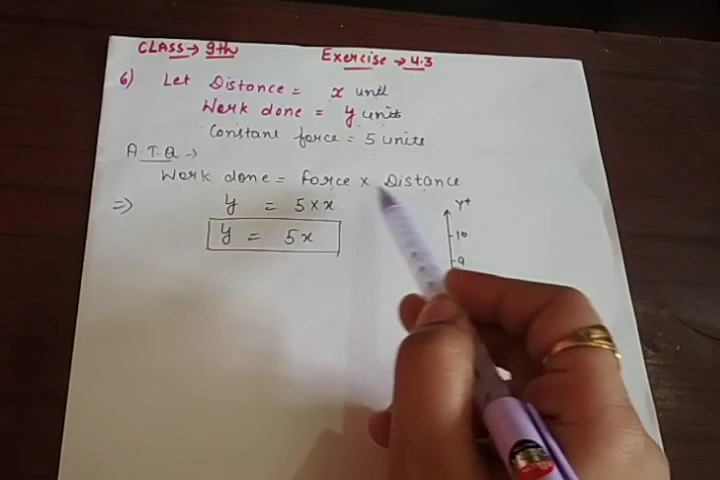 CLASS → 9th Exercise → 4.3
6) Let Distance = x unit
Work done = y units
Constant force = 5 units
A.T.Q →
Work done = force × Distance
⇒ y = 5 × x
y = 5x
Y+
10
9